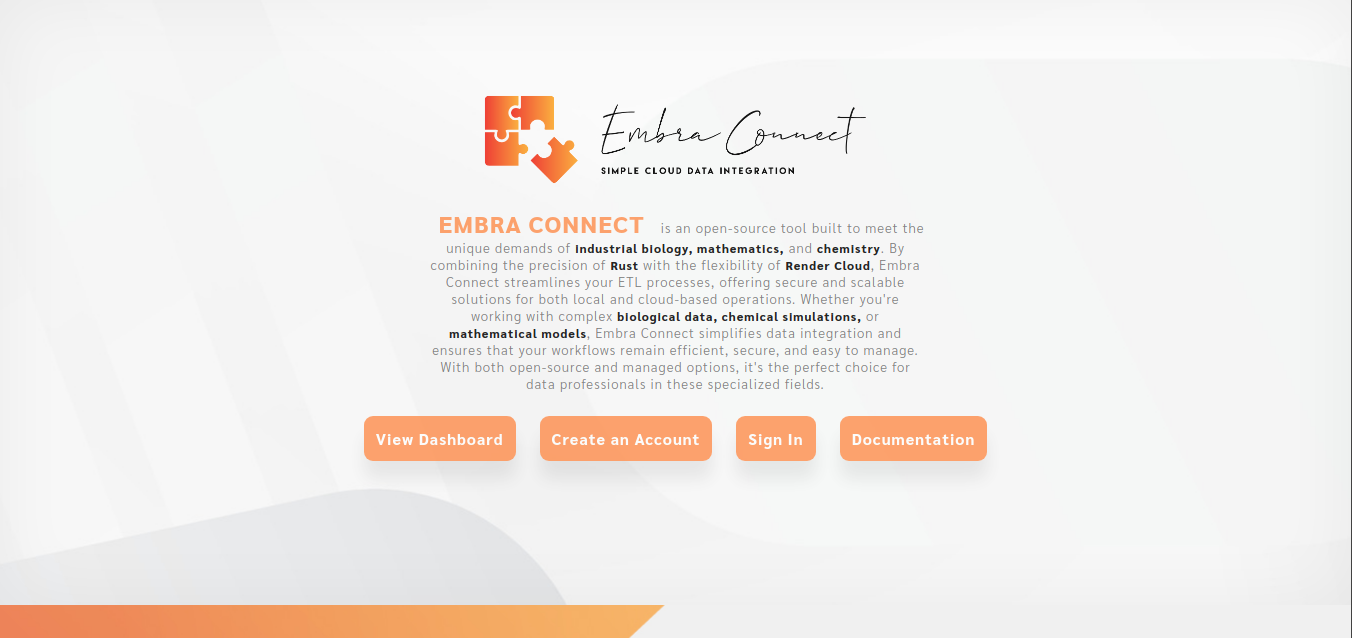 Embra Connect
SIMPLE CLOUD DATA INTEGRATION
EMBRA CONNECT is an open-source tool built to meet the
unique demands of industrial biology, mathematics, and chemistry. By
combining the precision of Rust with the flexibility of Render Cloud, Embra
Connect streamlines your ETL processes, offering secure and scalable
solutions for both local and cloud-based operations. Whether you're
working with complex biological data, chemical simulations, or
mathematical models, Embra Connect simplifies data integration and
ensures that your workflows remain efficient, secure, and easy to manage.
With both open-source and managed options, it's the perfect choice for
data professionals in these specialized fields.
View Dashboard
Create an Account
Sign In
Documentation